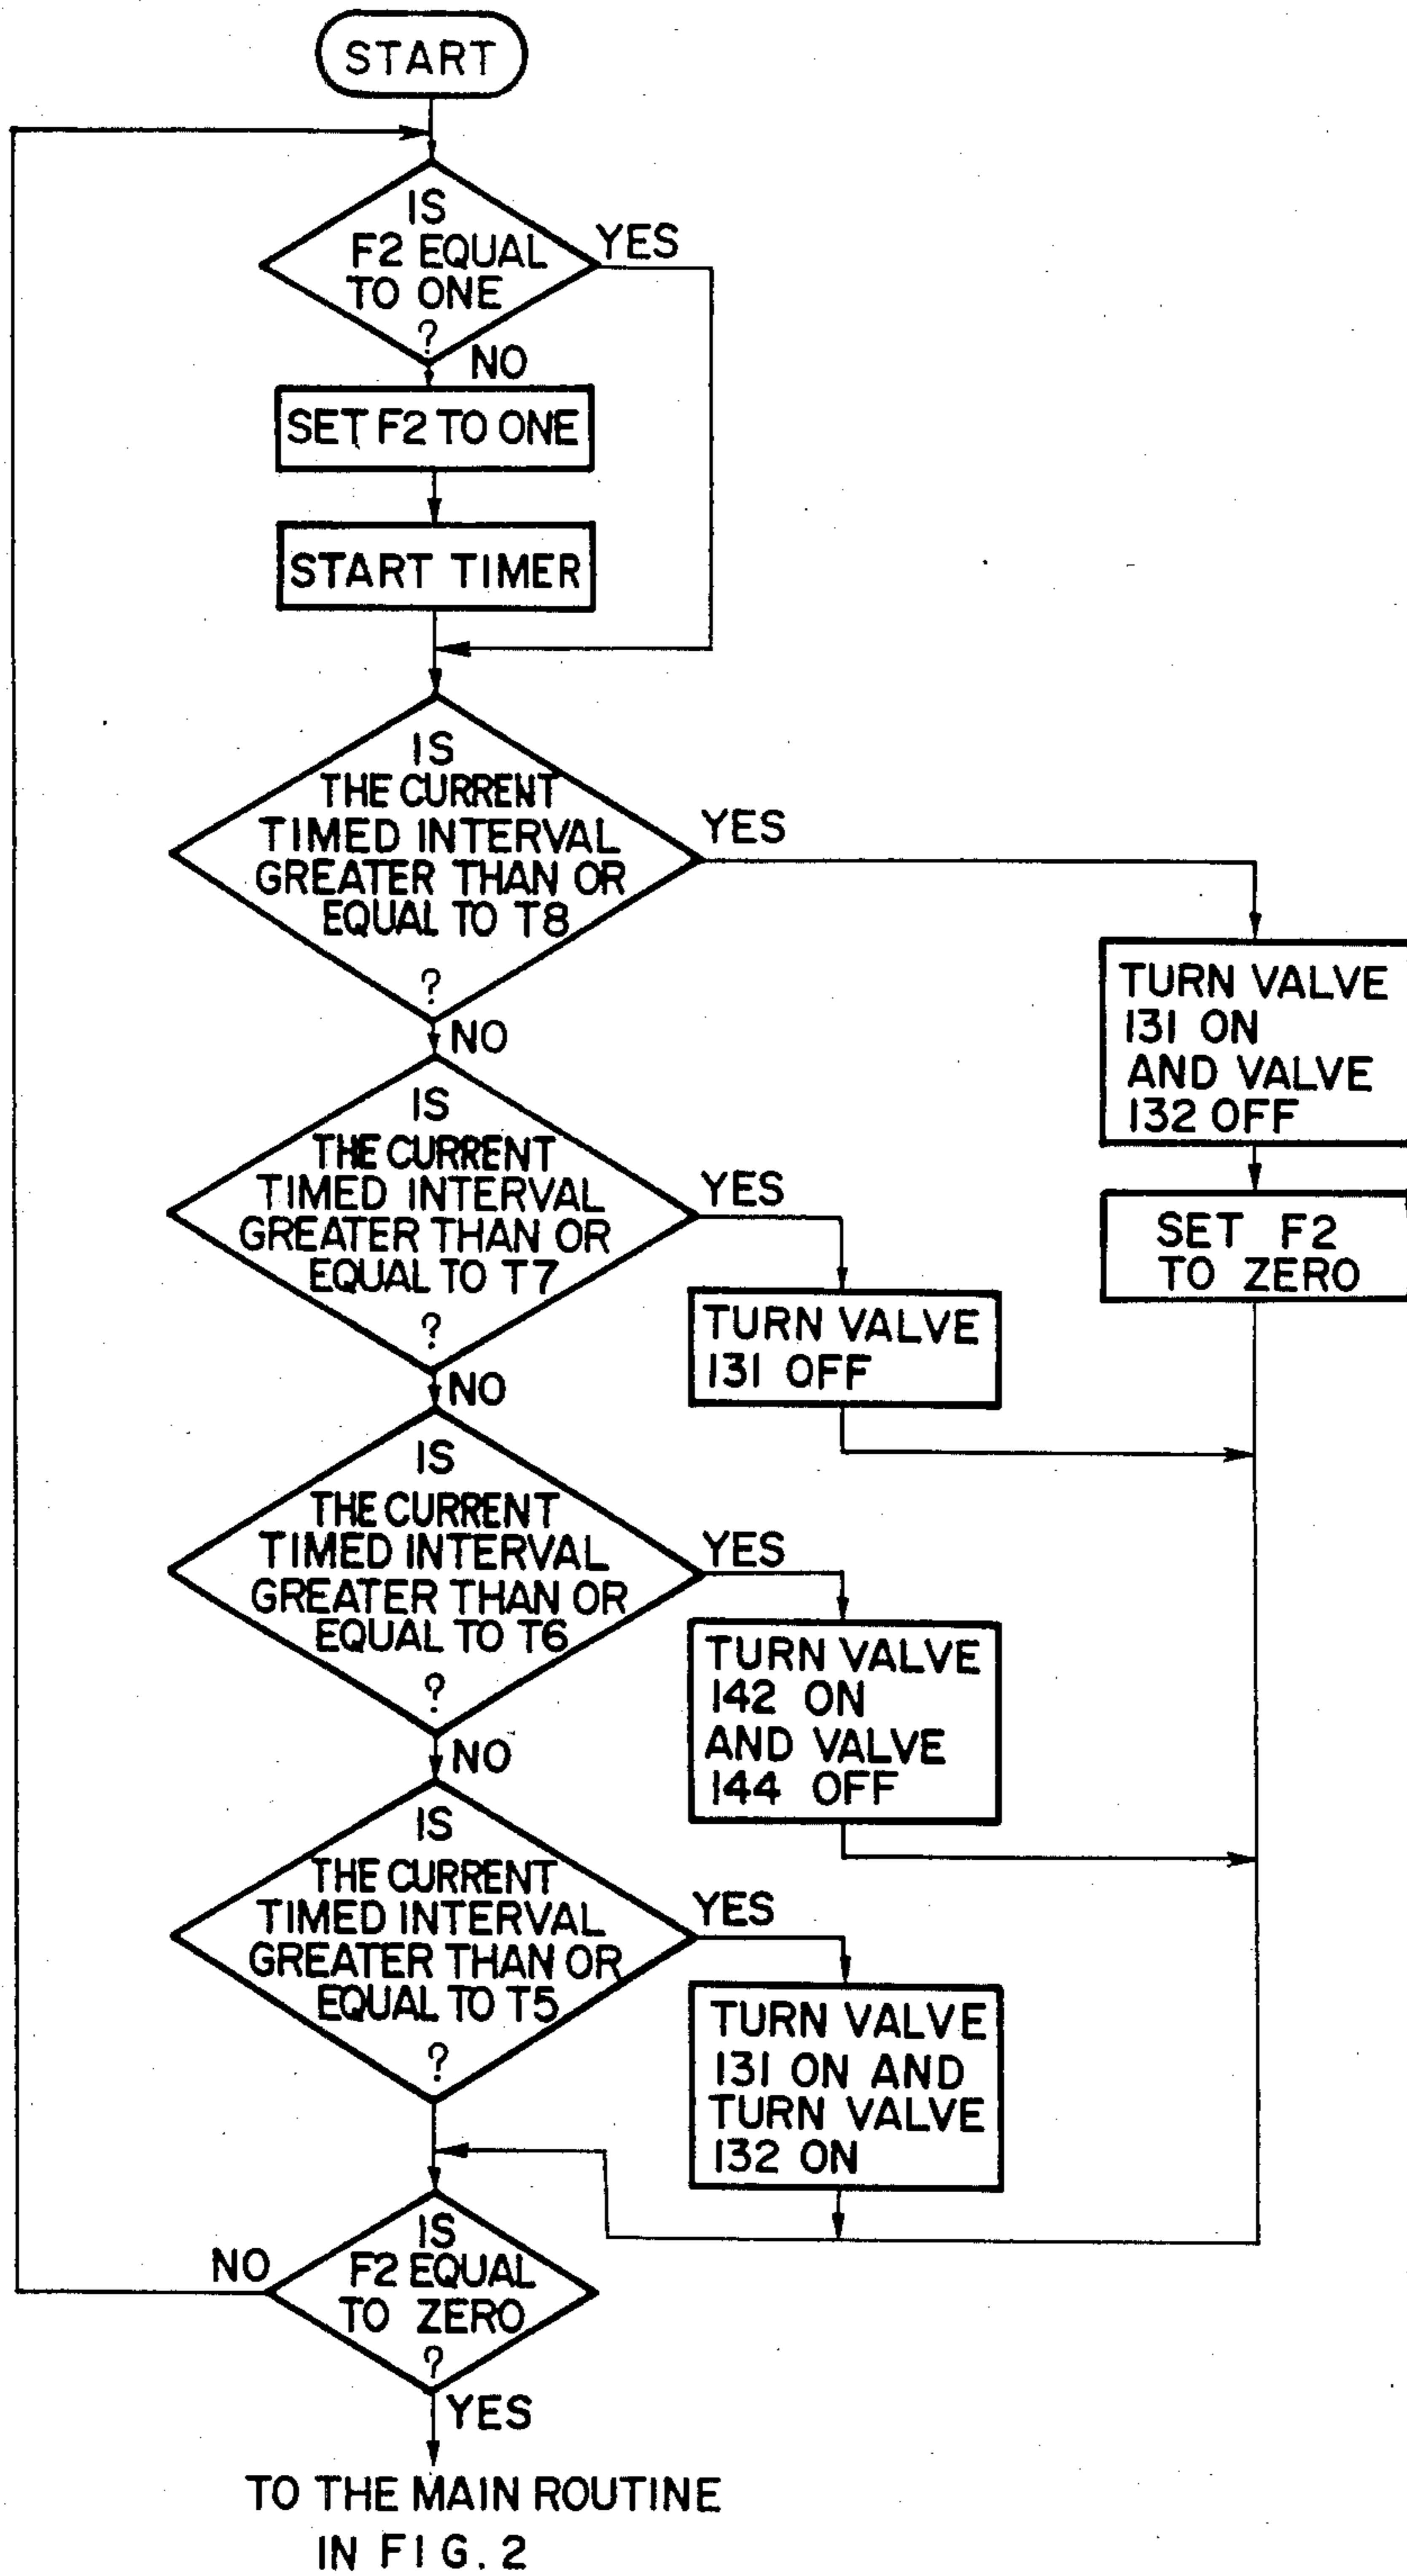 START
IS
F2 EQUAL
TO ONE
?
YES
NO
SET F2 TO ONE
START TIMER
IS
THE CURRENT
TIMED INTERVAL
GREATER THAN OR
EQUAL TO T8
?
YES
NO
TURN VALVE
131 ON
AND VALVE
132 OFF
SET F2
TO ZERO
IS
THE CURRENT
TIMED INTERVAL
GREATER THAN OR
EQUAL TO T7
?
YES
NO
TURN VALVE
131 OFF
IS
THE CURRENT
TIMED INTERVAL
GREATER THAN OR
EQUAL TO T6
?
YES
NO
TURN VALVE
142 ON
AND VALVE
144 OFF
IS
THE CURRENT
TIMED INTERVAL
GREATER THAN OR
EQUAL TO T5
?
YES
TURN VALVE
131 ON AND
TURN VALVE
132 ON
IS
F2 EQUAL
TO ZERO
?
NO
YES
TO THE MAIN ROUTINE
IN FIG. 2